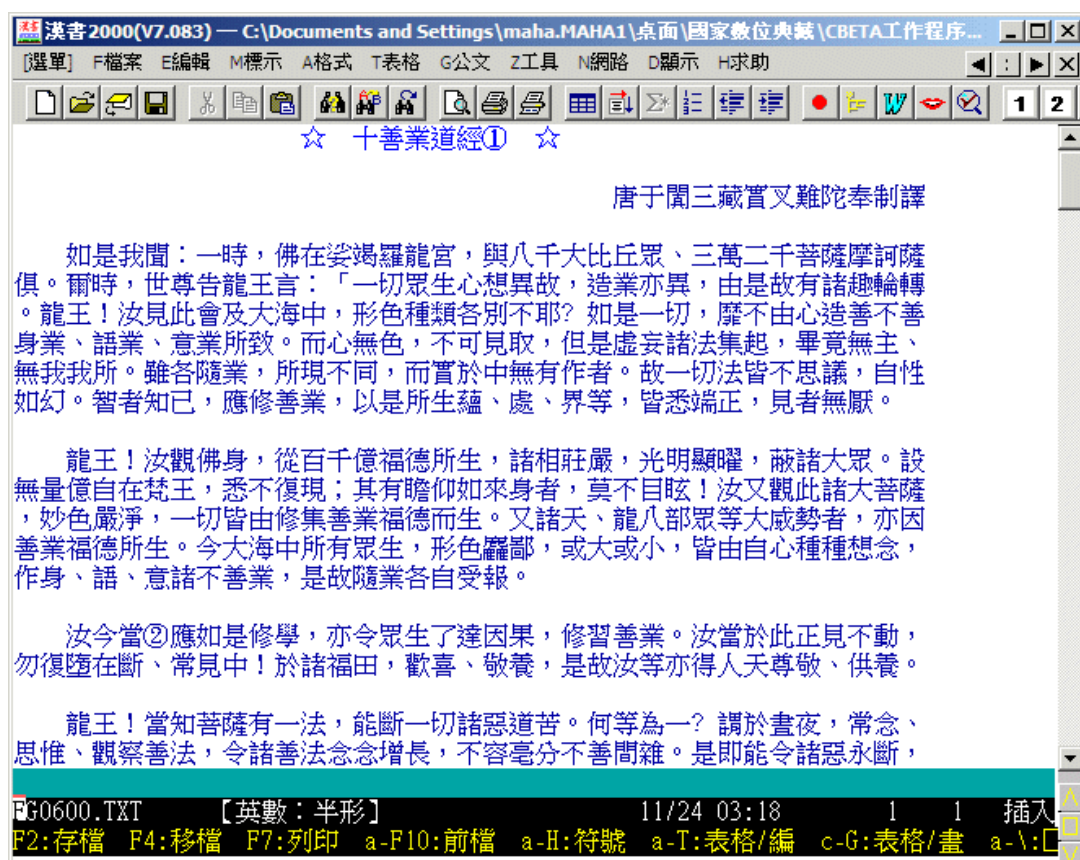 漢書2000(V7.083) — C:\Documents and Settings\maha.MAHA1\桌面\國家數位典藏\CBETA工作程序...
[選單] F檔案 E編輯 M標示 A格式 T表格 G公文 Z工具 N網路 D顯示 H求助
1 2
☆ 十善業道經① ☆
唐于闐三藏實叉難陀奉制譯
如是我聞：一時，佛在娑竭羅龍宮，與八千大比丘眾、三萬二千菩薩摩訶薩
俱。爾時，世尊告龍王言：「一切眾生心想異故，造業亦異，由是故有諸趣輪轉
。龍王！汝見此會及大海中，形色種類各別不耶？如是一切，靡不由心造善不善
身業、語業、意業所致。而心無色，不可見取，但是虛妄諸法集起，畢竟無主、
無我我所。雖各隨業，所現不同，而實於中無有作者。故一切法皆不思議，自性
如幻。智者知已，應修善業，以是所生蘊、處、界等，皆悉端正，見者無厭。
龍王！汝觀佛身，從百千億福德所生，諸相莊嚴，光明顯曜，蔽諸大眾。設
無量億自在梵王，悉不復現；其有瞻仰如來身者，莫不目眩！汝又觀此諸大菩薩
，妙色嚴淨，一切皆由修集善業福德而生。又諸天、龍八部眾等大威勢者，亦因
善業福德所生。今大海中所有眾生，形色麤鄙，或大或小，皆由自心種種想念，
作身、語、意諸不善業，是故隨業各自受報。
汝今當②應如是修學，亦令眾生了達因果，修習善業。汝當於此正見不動，
勿復墮在斷、常見中！於諸福田，歡喜、敬養，是故汝等亦得人天尊敬、供養。
龍王！當知菩薩有一法，能斷一切諸惡道苦。何等為一？謂於晝夜，常念、
思惟、觀察善法，令諸善法念念增長，不容毫分不善間雜。是即能令諸惡永斷，
FG0600.TXT 【英數：半形】 11/24 03:18 1 1 插入
F2:存檔 F4:移檔 F7:列印 a-F10:前檔 a-H:符號 a-T:表格/編 c-G:表格/畫 a-\: